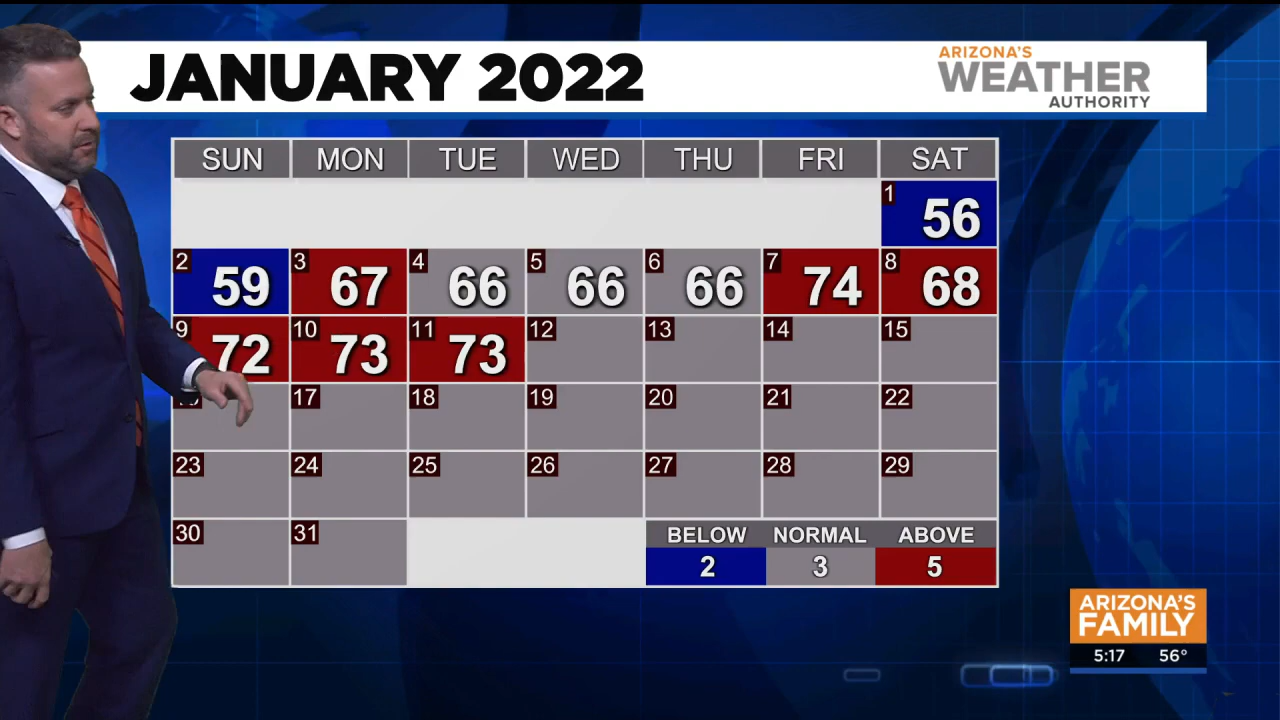 JANUARY 2022
ARIZONA'S
WEATHER
AUTHORITY
SUN MON TUE WED THU FRI SAT
1 56
2 59 3 67 4 66 5 66 6 66 7 74 8 68
9 72 10 73 11 73 12 13 14 15
17 18 19 20 21 22
23 24 25 26 27 28 29
30 31
BELOW NORMAL ABOVE
2 3 5
ARIZONA'S
FAMILY
5:17 56°